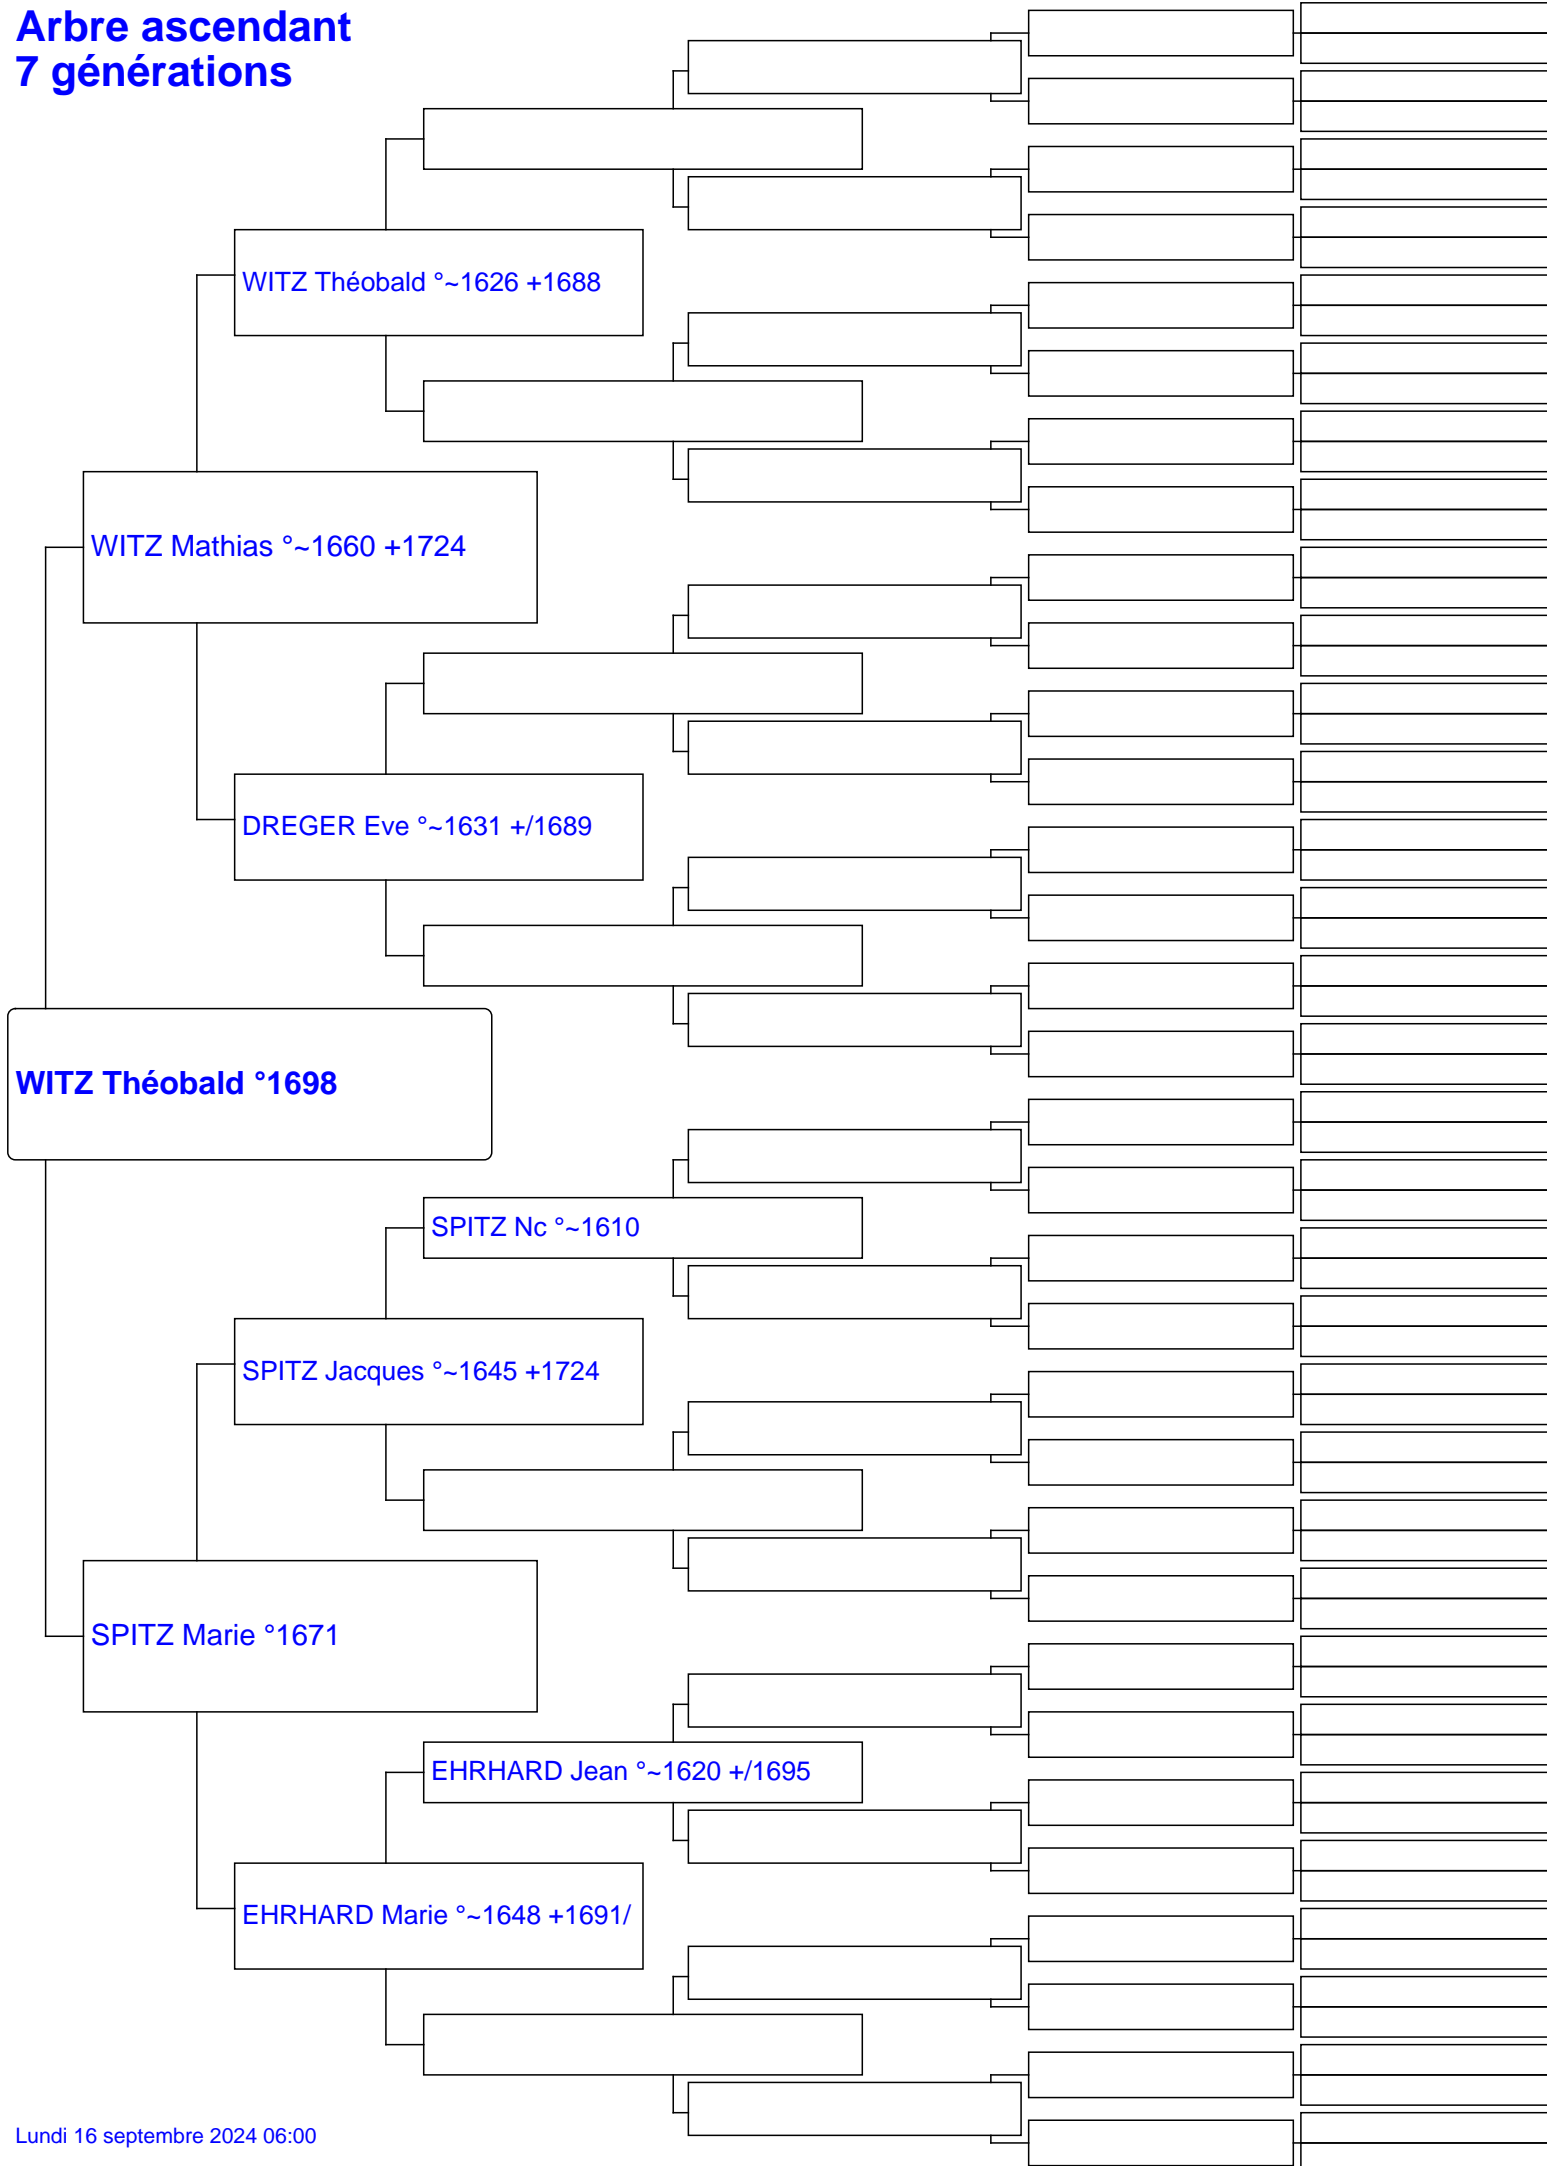 Arbre ascendant
7 générations
WITZ Théobald °~1626 +1688
WITZ Mathias °~1660 +1724
DREGER Eve °~1631 +/1689
WITZ Théobald °1698
SPITZ Nc °~1610
SPITZ Jacques °~1645 +1724
SPITZ Marie °1671
EHRHARD Jean °~1620 +/1695
EHRHARD Marie °~1648 +1691/
Lundi 16 septembre 2024 06:00